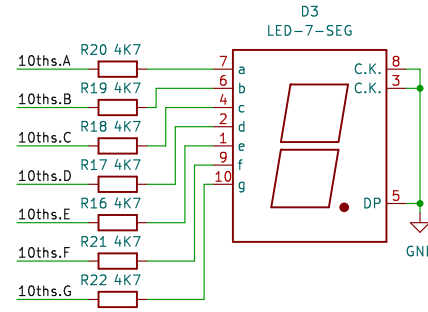 D3
LED-7-SEG
R20 4K7
10ths.A
7 a
C.K. 8
R19 4K7
10ths.B
6 b
C.K. 3
R18 4K7
10ths.C
4 c
R17 4K7
10ths.D
2 d
R16 4K7
10ths.E
1 e
R21 4K7
10ths.F
9 f
R22 4K7
10ths.G
10 g
DP 5